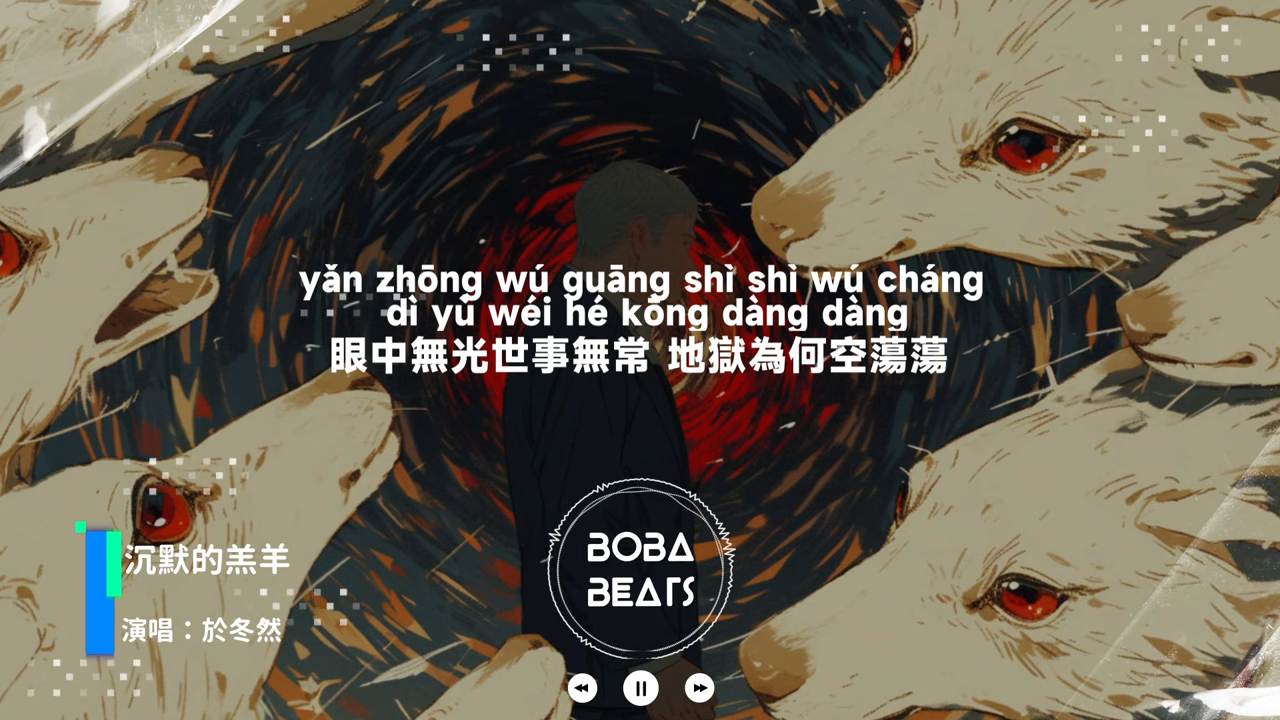 yǎn zhōng wú guāng shì shì wú cháng
dì yǔ wéi hé kōng dàng dàng
眼中無光世事無常 地獄為何空蕩蕩
沉默的羔羊
演唱：於冬然
BOBA
BEATS